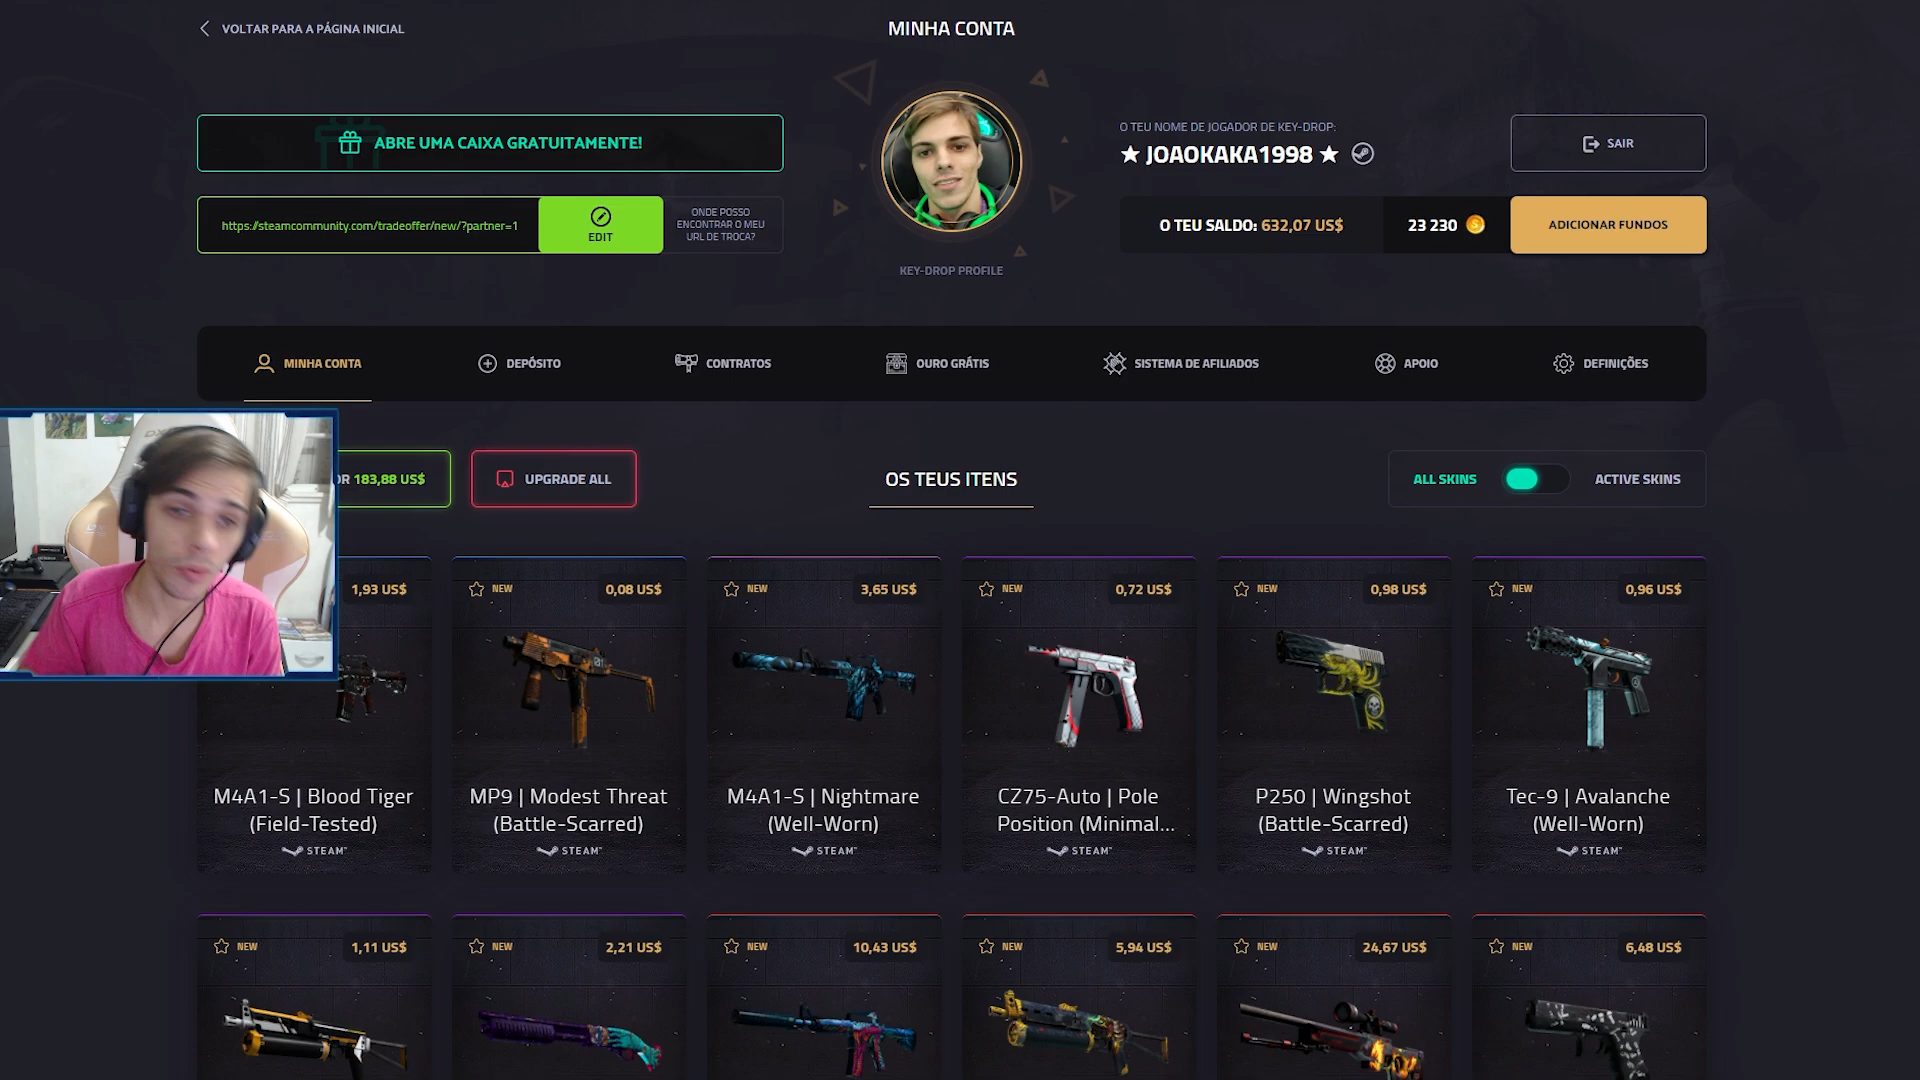 VOLTAR PARA A PÁGINA INICIAL
MINHA CONTA
ABRE UMA CAIXA GRATUITAMENTE!
https://steamcommunity.com/tradeoffer/new/?partner=1
EDIT
ONDE POSSO
ENCONTRAR O MEU
URL DE TROCA?
KEY-DROP PROFILE
O TEU NOME DE JOGADOR DE KEY-DROP:
★ JOAOKAKA1998 ★
SAIR
O TEU SALDO: 632,07 US$
23 230
ADICIONAR FUNDOS
MINHA CONTA
DEPÓSITO
CONTRATOS
OURO GRÁTIS
SISTEMA DE AFILIADOS
APOIO
DEFINIÇÕES
183,88 US$
UPGRADE ALL
OS TEUS ITENS
ALL SKINS
ACTIVE SKINS
1,93 US$
NEW 0,08 US$
NEW 3,65 US$
NEW 0,72 US$
NEW 0,98 US$
NEW 0,96 US$
M4A1-S | Blood Tiger
(Field-Tested)
STEAM
MP9 | Modest Threat
(Battle-Scarred)
STEAM
M4A1-S | Nightmare
(Well-Worn)
STEAM
CZ75-Auto | Pole
Position (Minimal...
STEAM
P250 | Wingshot
(Battle-Scarred)
STEAM
Tec-9 | Avalanche
(Well-Worn)
STEAM
NEW 1,11 US$
NEW 2,21 US$
NEW 10,43 US$
NEW 5,94 US$
NEW 24,67 US$
NEW 6,48 US$